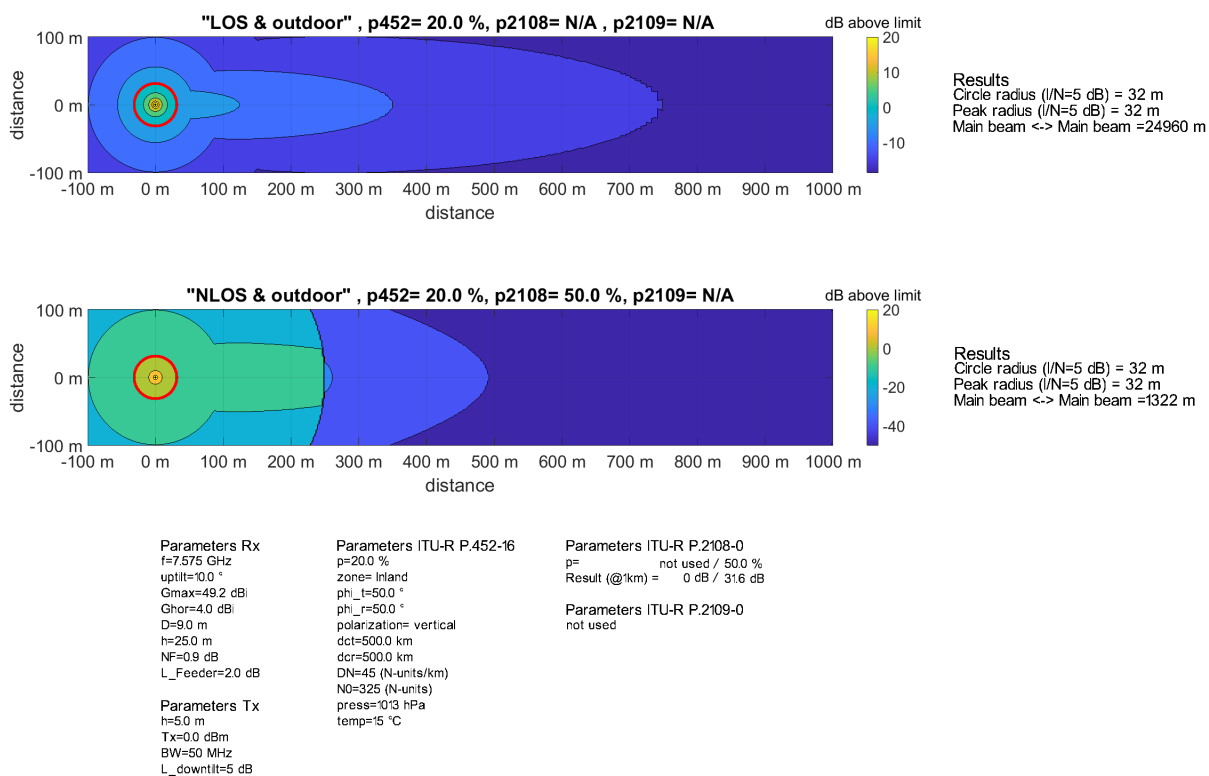 "LOS & outdoor" , p452= 20.0 %, p2108= N/A , p2109= N/A
dB above limit
100 m
0 m
-100 m
distance
-100 m 0 m 100 m 200 m 300 m 400 m 500 m 600 m 700 m 800 m 900 m 1000 m
distance
20
10
0
-10
Results
Circle radius (I/N=5 dB) = 32 m
Peak radius (I/N=5 dB) = 32 m
Main beam <-> Main beam =24960 m
"NLOS & outdoor" , p452= 20.0 %, p2108= 50.0 %, p2109= N/A
dB above limit
100 m
0 m
-100 m
distance
-100 m 0 m 100 m 200 m 300 m 400 m 500 m 600 m 700 m 800 m 900 m 1000 m
distance
20
0
-20
-40
Results
Circle radius (I/N=5 dB) = 32 m
Peak radius (I/N=5 dB) = 32 m
Main beam <-> Main beam =1322 m
Parameters Rx
f=7.575 GHz
uptilt=10.0 °
Gmax=49.2 dBi
Ghor=4.0 dBi
D=9.0 m
h=25.0 m
NF=0.9 dB
L_Feeder=2.0 dB
Parameters Tx
h=5.0 m
Tx=0.0 dBm
BW=50 MHz
L_downtilt=5 dB
Parameters ITU-R P.452-16
p=20.0 %
zone= Inland
phi_t=50.0 °
phi_r=50.0 °
polarization= vertical
dct=500.0 km
dcr=500.0 km
DN=45 (N-units/km)
N0=325 (N-units)
press=1013 hPa
temp=15 °C
Parameters ITU-R P.2108-0
p= not used / 50.0 %
Result (@1km) = 0 dB / 31.6 dB
Parameters ITU-R P.2109-0
not used